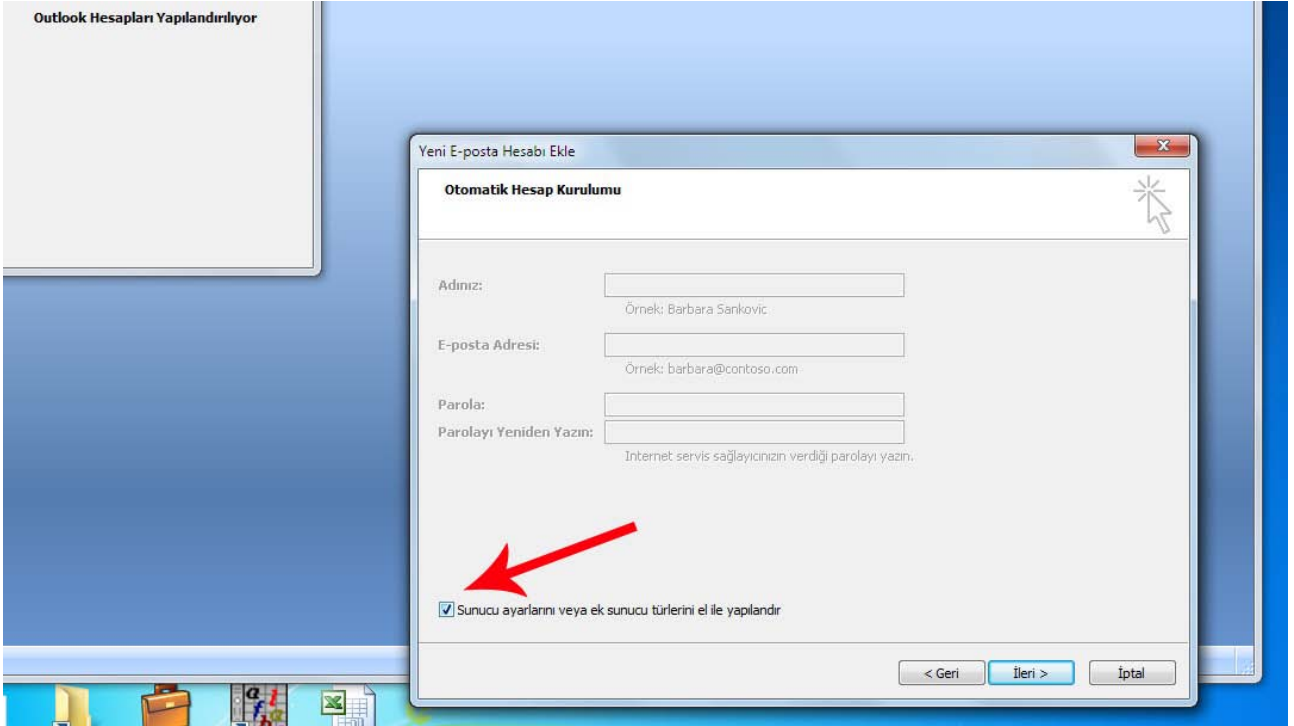 Outlook Hesapları Yapılandırılıyor
Yeni E-posta Hesabı Ekle
Otomatik Hesap Kurulumu
Adınız:
Örnek: Barbara Sankovic
E-posta Adresi:
Örnek: barbara@contoso.com
Parola:
Parolayı Yeniden Yazın:
Internet servis sağlayıcınızın verdiği parolayı yazın.
Sunucu ayarlarını veya ek sunucu türlerini el ile yapılandır
< Geri
İleri >
İptal